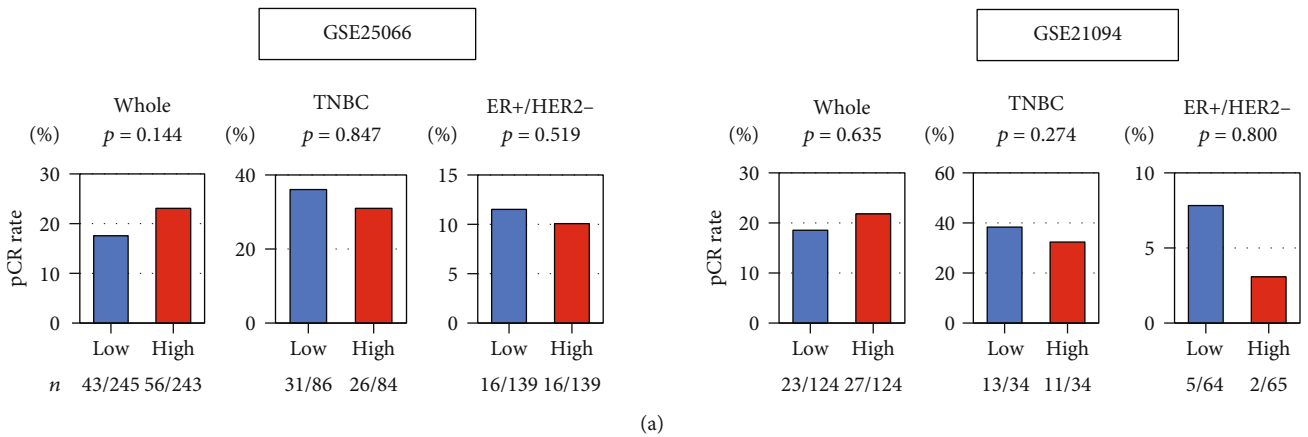 GSE25066
GSE21094
Whole
p = 0.144
TNBC
p = 0.847
ER+/HER2–
p = 0.519
Whole
p = 0.635
TNBC
p = 0.274
ER+/HER2–
p = 0.800
(%)
(%)
(%)
(%)
(%)
(%)
pCR rate
30
20
10
0
40
20
0
15
10
5
0
pCR rate
30
20
10
0
60
40
20
0
10
5
0
Low High
Low High
Low High
Low High
Low High
Low High
n 43/245 56/243 31/86 26/84 16/139 16/139
23/124 27/124 13/34 11/34 5/64 2/65
(a)